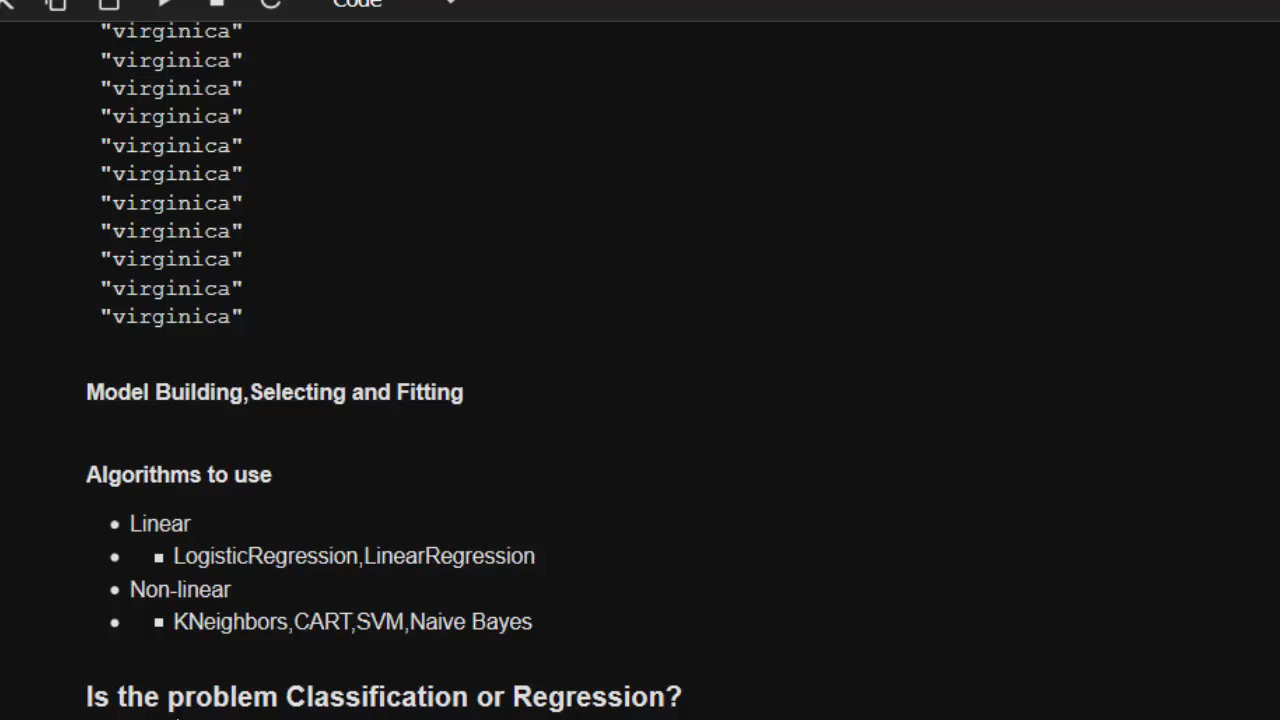 Code
"virginica"
"virginica"
"virginica"
"virginica"
"virginica"
"virginica"
"virginica"
"virginica"
"virginica"
"virginica"
"virginica"
Model Building,Selecting and Fitting
Algorithms to use
Linear
LogisticRegression,LinearRegression
Non-linear
KNeighbors,CART,SVM,Naive Bayes
Is the problem Classification or Regression?